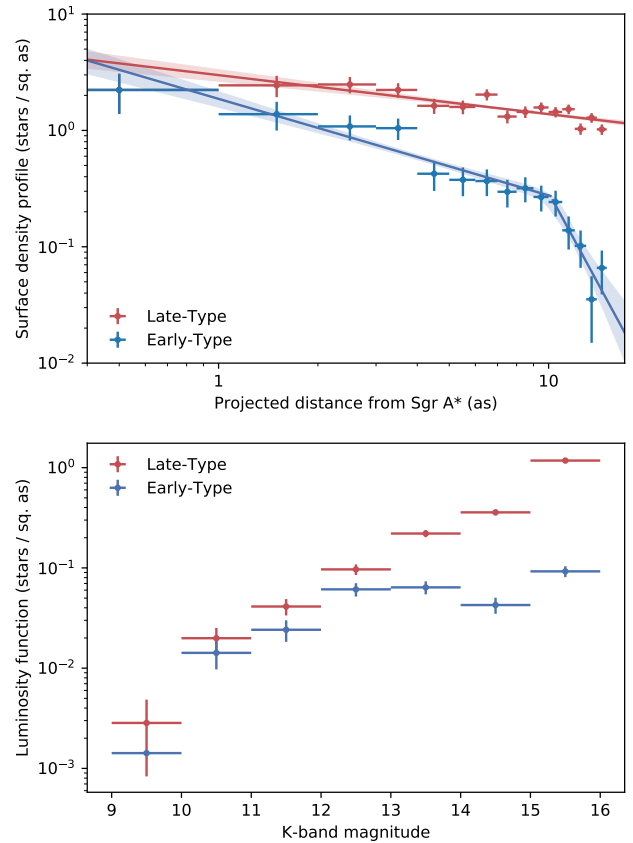 10¹
10⁰
10⁻¹
10⁻²
Surface density profile (stars / sq. as)
Late-Type
Early-Type
1
10
Projected distance from Sgr A* (as)
10⁰
10⁻¹
10⁻²
10⁻³
Luminosity function (stars / sq. as)
Late-Type
Early-Type
9 10 11 12 13 14 15 16
K-band magnitude